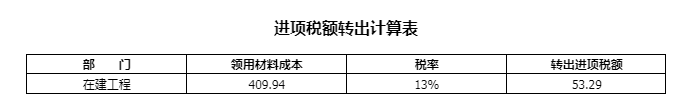 进项税额转出计算表
部 门 领用材料成本 税率 转出进项税额
在建工程 409.94 13% 53.29